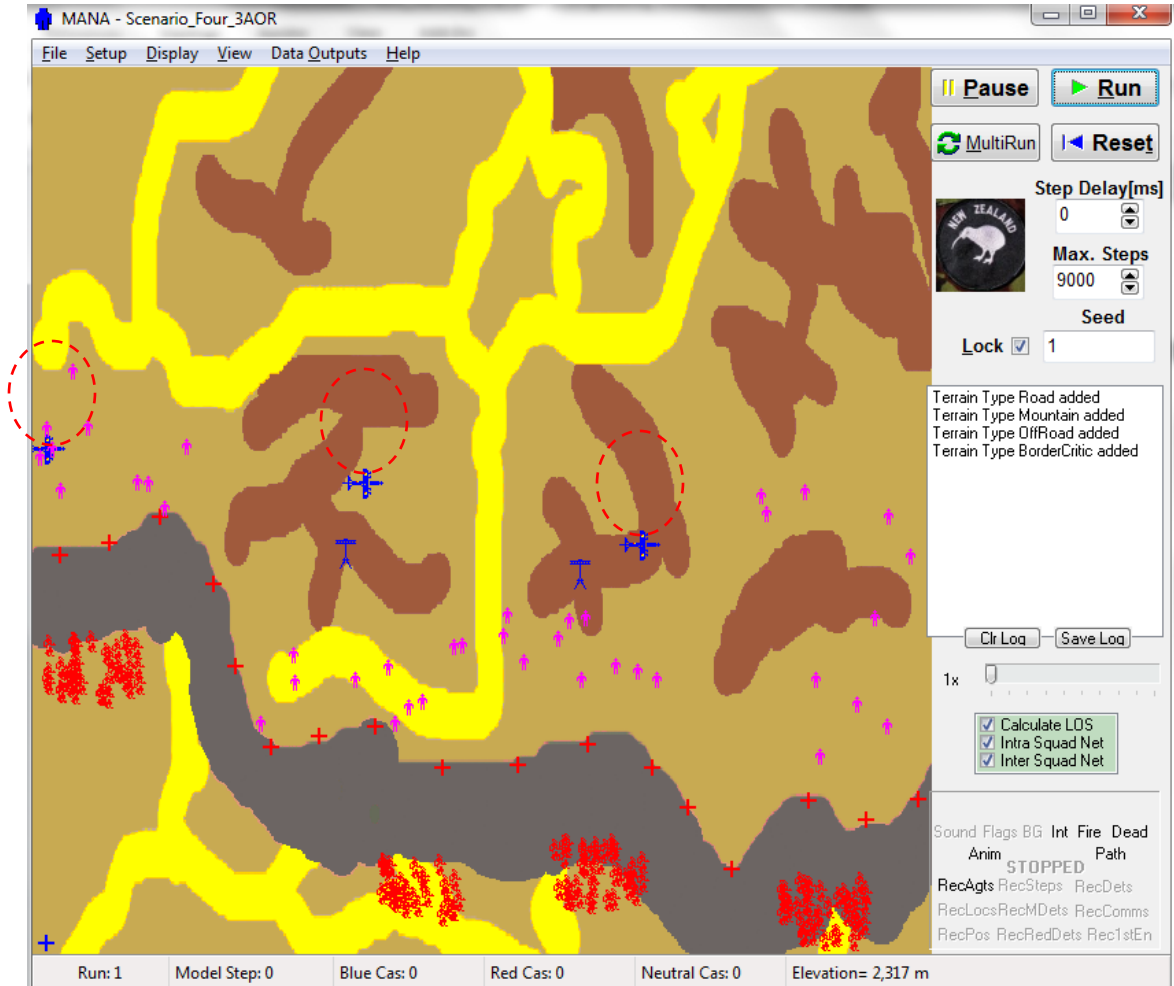 MANA - Scenario_Four_3AOR
File Setup Display View Data Outputs Help
Pause Run
MultiRun Reset
Step Delay[ms]
NEW ZEALAND
0
Max. Steps
9000
Seed
Lock 1
Terrain Type Road added
Terrain Type Mountain added
Terrain Type OffRoad added
Terrain Type BorderCritic added
Clr Log Save Log
1x
Calculate LOS
Intra Squad Net
Inter Squad Net
Sound Flags BG Int Fire Dead
Anim Path
STOPPED
RecAgts RecSteps RecDets
RecLocs RecMDets RecComms
RecPos RecRedDets Rec1stEn
Run: 1 Model Step: 0 Blue Cas: 0 Red Cas: 0 Neutral Cas: 0 Elevation= 2,317 m